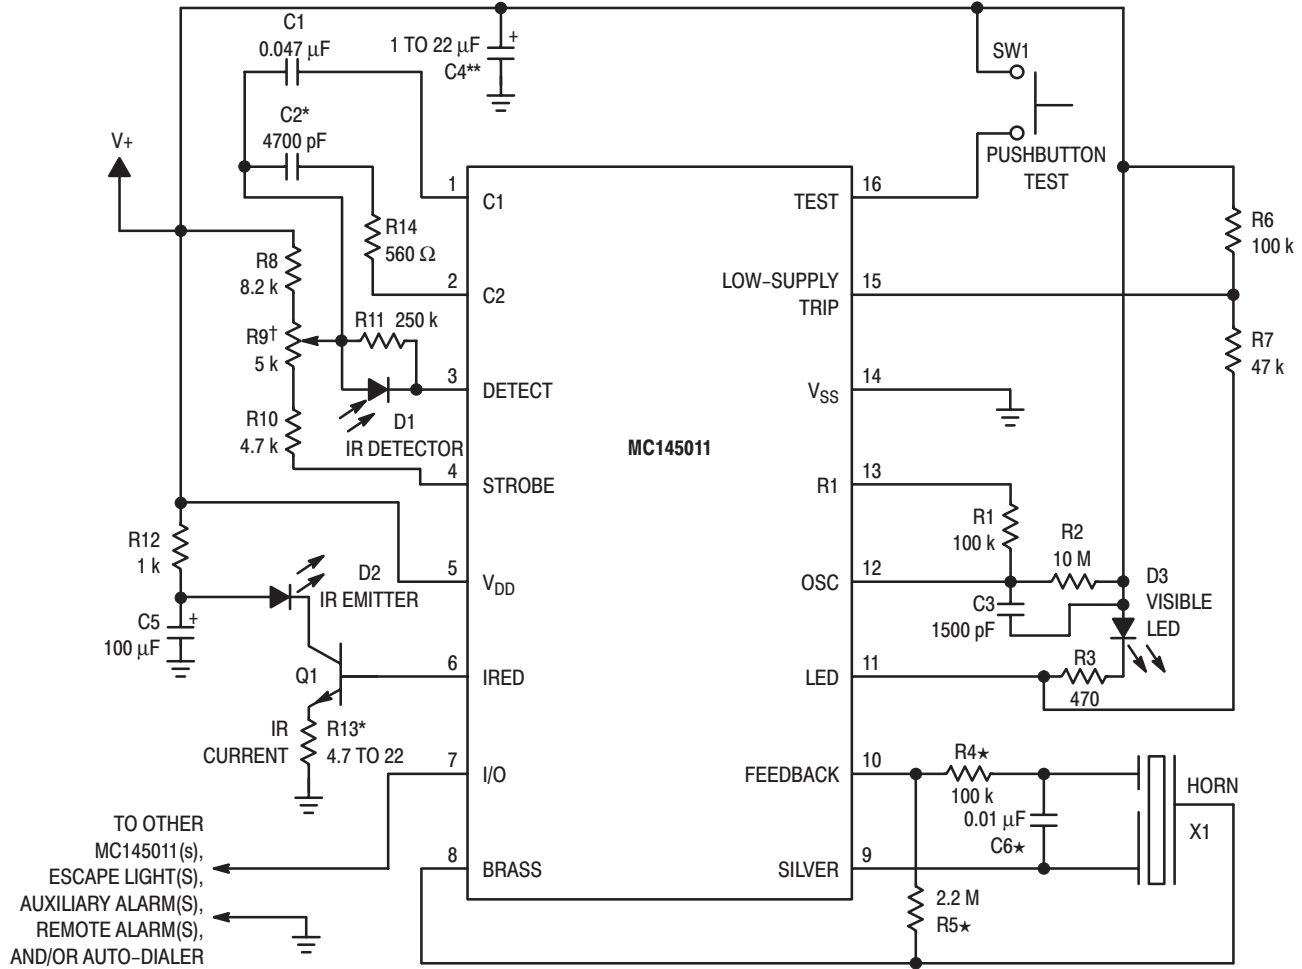 C1
0.047 µF
1 TO 22 µF
+
C4**
SW1
C2*
4700 pF
V+
PUSHBUTTON
TEST
1
C1
TEST
16
R14
560 Ω
R6
100 k
R8
8.2 k
2
C2
LOW–SUPPLY
TRIP
15
R11 250 k
R9†
5 k
R7
47 k
3
DETECT
VSS
14
D1
IR DETECTOR
R10
4.7 k
MC145011
4
STROBE
R1
13
R1
100 k
R2
10 M
R12
1 k
5
VDD
OSC
12
D2
IR EMITTER
D3
VISIBLE
LED
C3
1500 pF
C5
+
100 µF
Q1
6
IRED
LED
11
R3
470
IR
CURRENT
R13*
4.7 TO 22
7
I/O
FEEDBACK
10
R4★
100 k
HORN
X1
0.01 µF
C6★
TO OTHER
MC145011(s),
ESCAPE LIGHT(S),
AUXILIARY ALARM(S),
REMOTE ALARM(S),
AND/OR AUTO–DIALER
8
BRASS
SILVER
9
2.2 M
R5★